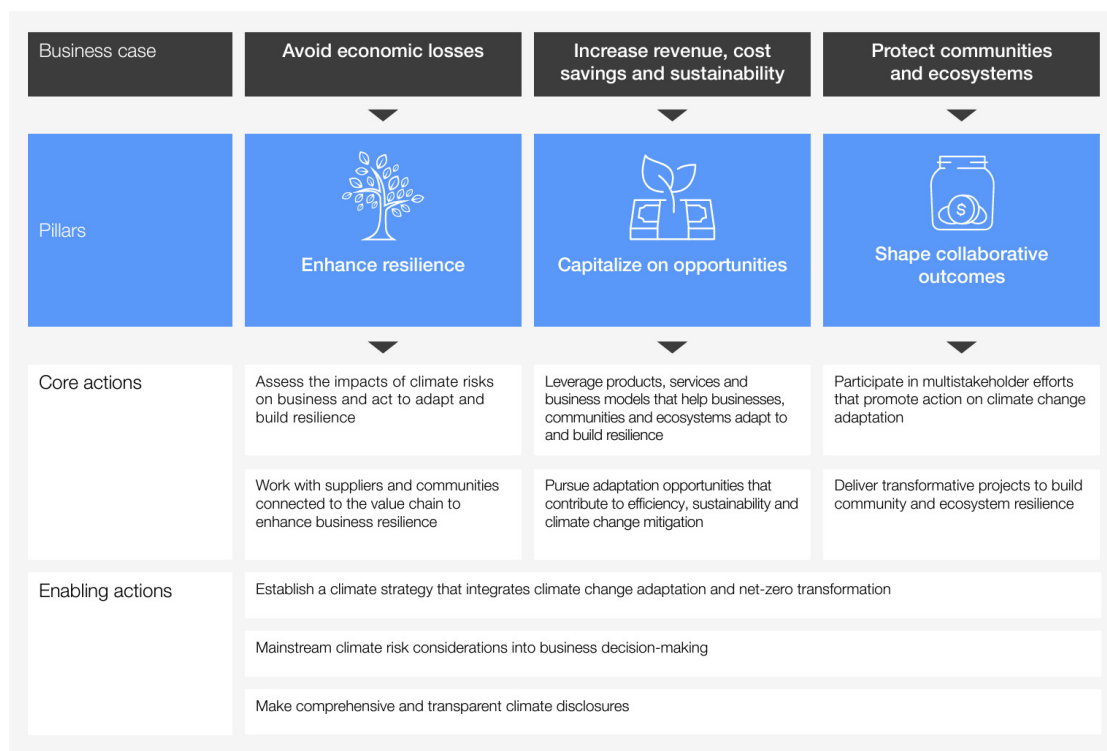 Business case
Avoid economic losses
Increase revenue, cost
savings and sustainability
Protect communities
and ecosystems
Pillars
Enhance resilience
Capitalize on opportunities
$
Shape collaborative
outcomes
Core actions
Assess the impacts of climate risks
on business and act to adapt and
build resilience
Leverage products, services and
business models that help businesses,
communities and ecosystems adapt to
and build resilience
Participate in multistakeholder efforts
that promote action on climate change
adaptation
Work with suppliers and communities
connected to the value chain to
enhance business resilience
Pursue adaptation opportunities that
contribute to efficiency, sustainability and
climate change mitigation
Deliver transformative projects to build
community and ecosystem resilience
Enabling actions
Establish a climate strategy that integrates climate change adaptation and net-zero transformation
Mainstream climate risk considerations into business decision-making
Make comprehensive and transparent climate disclosures